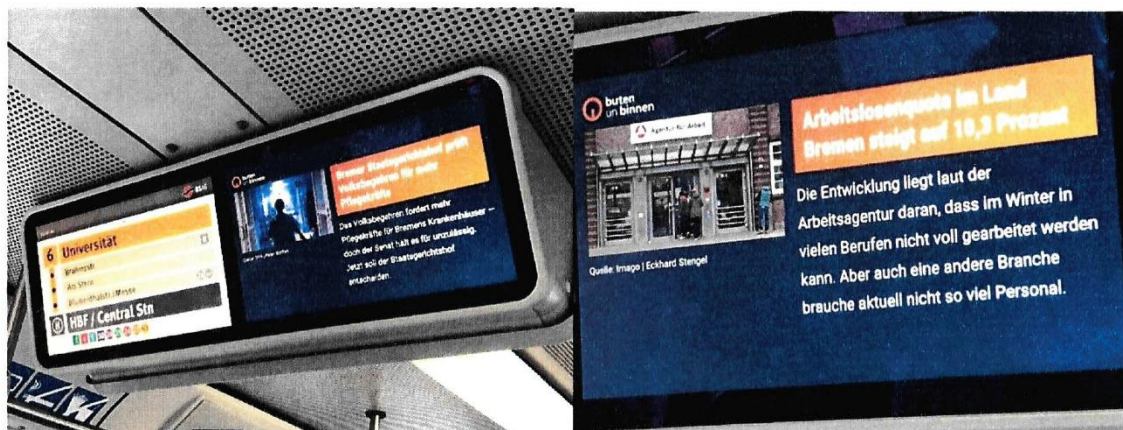 6 Universität
Am Stern
Blumenthalstr./Messe
HBF / Central Stn
buten
un binnen
Bremer Staatsgerichtshof prüft
Volksbegehren für mehr
Pflegekräfte
Das Volksbegehren fordert mehr
Pflegekräfte für Bremens Krankenhäuser –
doch der Senat hält es für unzulässig.
Jetzt soll der Staatsgerichtshof
entscheiden.
buten
un binnen
Agentur für Arbeit
Quelle: Imago | Eckhard Stengel
Arbeitslosenquote im Land
Bremen steigt auf 10,3 Prozent
Die Entwicklung liegt laut der
Arbeitsagentur daran, dass im Winter in
vielen Berufen nicht voll gearbeitet werden
kann. Aber auch eine andere Branche
brauche aktuell nicht so viel Personal.